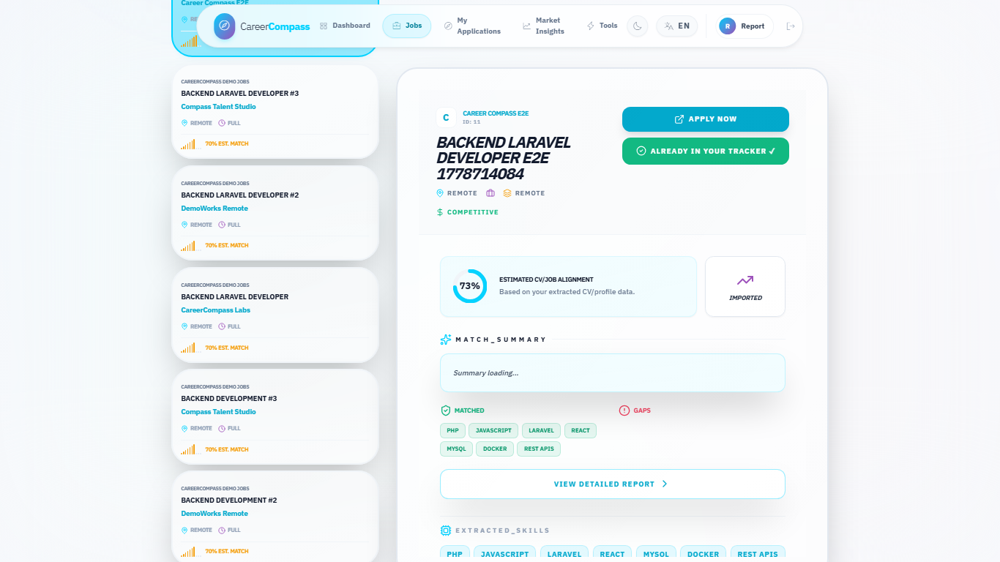 Career Compass E2E
CareerCompass
Dashboard
Jobs
My
Applications
Market
Insights
Tools
EN
R
Report
CAREERCOMPASS DEMO JOBS
BACKEND LARAVEL DEVELOPER #3
Compass Talent Studio
REMOTE FULL
70% EST. MATCH
CAREERCOMPASS DEMO JOBS
BACKEND LARAVEL DEVELOPER #2
DemoWorks Remote
REMOTE FULL
70% EST. MATCH
CAREERCOMPASS DEMO JOBS
BACKEND LARAVEL DEVELOPER
CareerCompass Labs
REMOTE FULL
70% EST. MATCH
CAREERCOMPASS DEMO JOBS
BACKEND DEVELOPMENT #3
Compass Talent Studio
REMOTE FULL
70% EST. MATCH
CAREERCOMPASS DEMO JOBS
BACKEND DEVELOPMENT #2
DemoWorks Remote
REMOTE FULL
70% EST. MATCH
C
CAREER COMPASS E2E
ID: 11
BACKEND LARAVEL
DEVELOPER E2E
1778714084
REMOTE REMOTE
$ COMPETITIVE
APPLY NOW
ALREADY IN YOUR TRACKER ✓
73%
ESTIMATED CV/JOB ALIGNMENT
Based on your extracted CV/profile data.
IMPORTED
MATCH_SUMMARY
Summary loading...
MATCHED
PHP JAVASCRIPT LARAVEL REACT
MYSQL DOCKER REST APIS
GAPS
VIEW DETAILED REPORT
EXTRACTED_SKILLS
PHP JAVASCRIPT LARAVEL REACT MYSQL DOCKER REST APIS